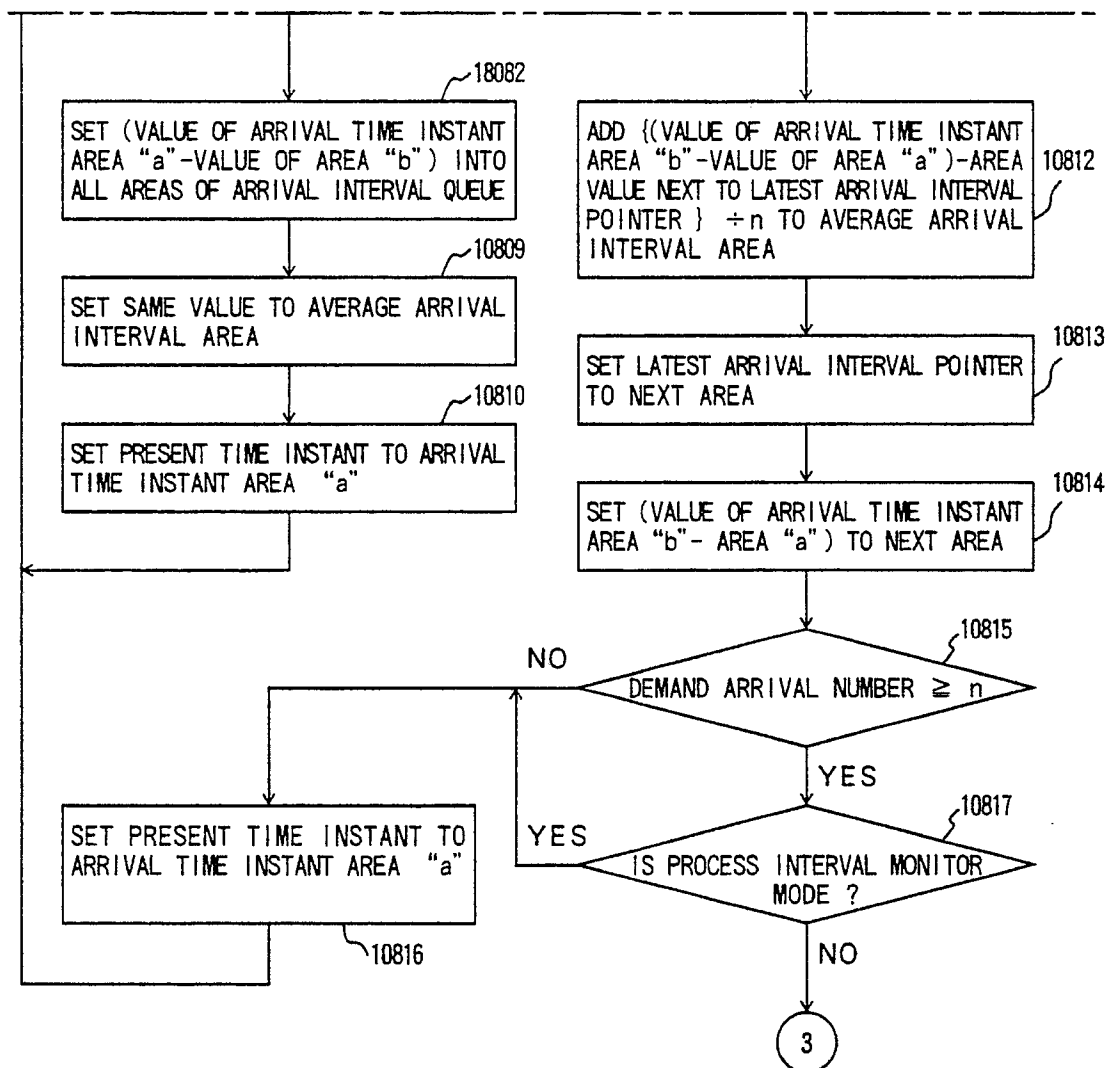 18082
SET (VALUE OF ARRIVAL TIME INSTANT
AREA “a”-VALUE OF AREA “b”) INTO
ALL AREAS OF ARRIVAL INTERVAL QUEUE
10809
SET SAME VALUE TO AVERAGE ARRIVAL
INTERVAL AREA
10810
SET PRESENT TIME INSTANT TO ARRIVAL
TIME INSTANT AREA “a”
ADD {(VALUE OF ARRIVAL TIME INSTANT
AREA “b”-VALUE OF AREA “a”)-AREA
VALUE NEXT TO LATEST ARRIVAL INTERVAL
POINTER } ÷n TO AVERAGE ARRIVAL
INTERVAL AREA
10812
SET LATEST ARRIVAL INTERVAL POINTER
TO NEXT AREA
10813
SET (VALUE OF ARRIVAL TIME INSTANT
AREA “b”- AREA “a”) TO NEXT AREA
10814
DEMAND ARRIVAL NUMBER ≧ n
10815
NO
YES
SET PRESENT TIME INSTANT TO
ARRIVAL TIME INSTANT AREA “a”
10816
YES
IS PROCESS INTERVAL MONITOR
MODE ?
10817
NO
3